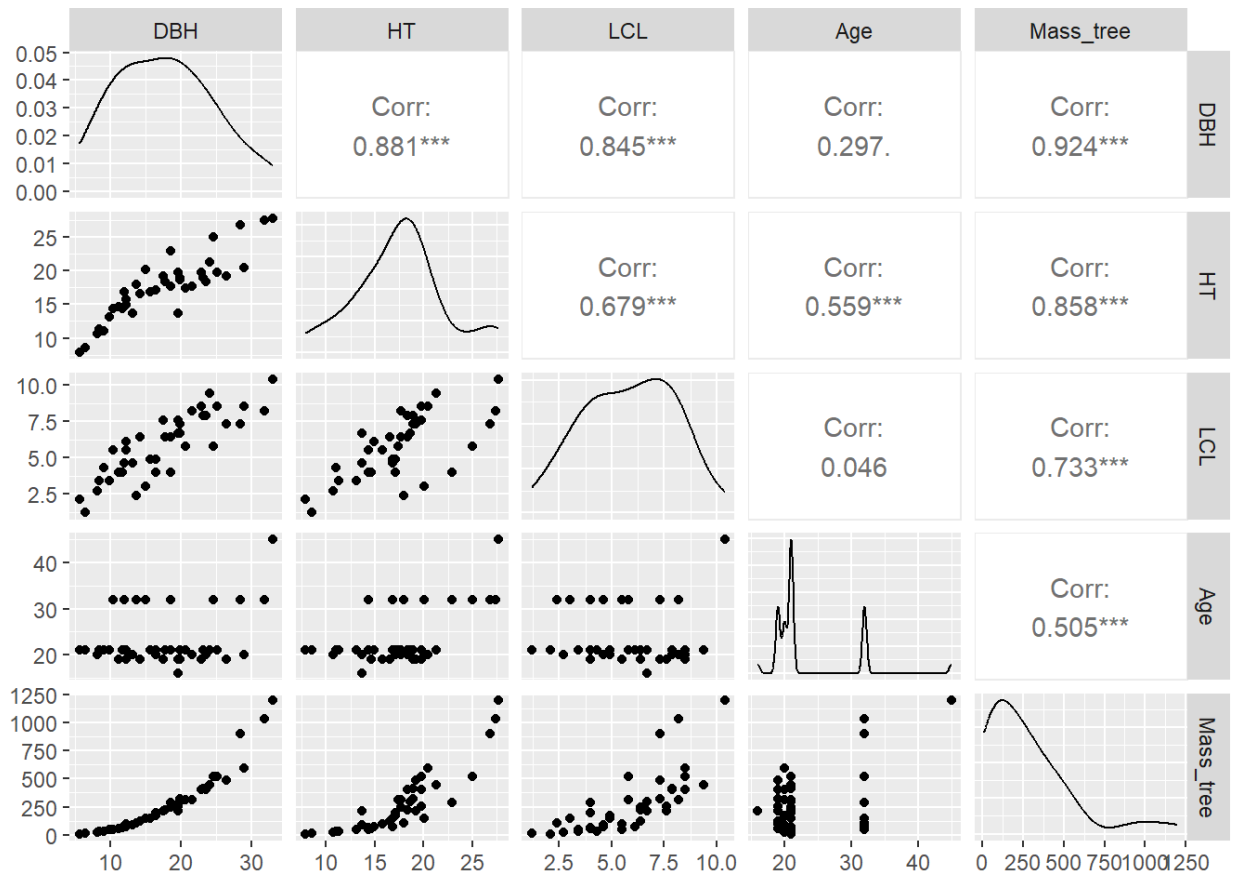 DBH HT LCL Age Mass_tree
0.05
0.04
0.03
0.02
0.01
0.00
Corr:
0.881***
Corr:
0.845***
Corr:
0.297.
Corr:
0.924***
DBH
25
20
15
10
Corr:
0.679***
Corr:
0.559***
Corr:
0.858***
HT
10.0
7.5
5.0
2.5
Corr:
0.046
Corr:
0.733***
LCL
40
30
20
Corr:
0.505***
Age
1250
1000
750
500
250
0
Mass_tree
10 20 30
10 15 20 25
2.5 5.0 7.5 10.0
20 30 40
0 250 500 750 1000 1250